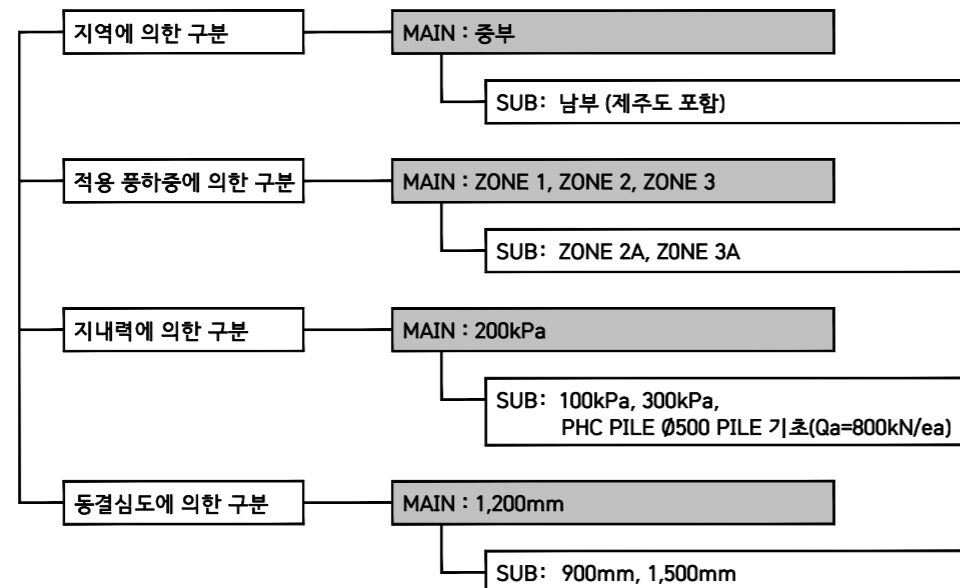 지역에 의한 구분
MAIN : 중부
SUB: 남부 (제주도 포함)
적용 풍하중에 의한 구분
MAIN : ZONE 1, ZONE 2, ZONE 3
SUB: ZONE 2A, ZONE 3A
지내력에 의한 구분
MAIN : 200kPa
SUB: 100kPa, 300kPa,
PHC PILE Ø500 PILE 기초(Qa=800kN/ea)
동결심도에 의한 구분
MAIN : 1,200mm
SUB: 900mm, 1,500mm